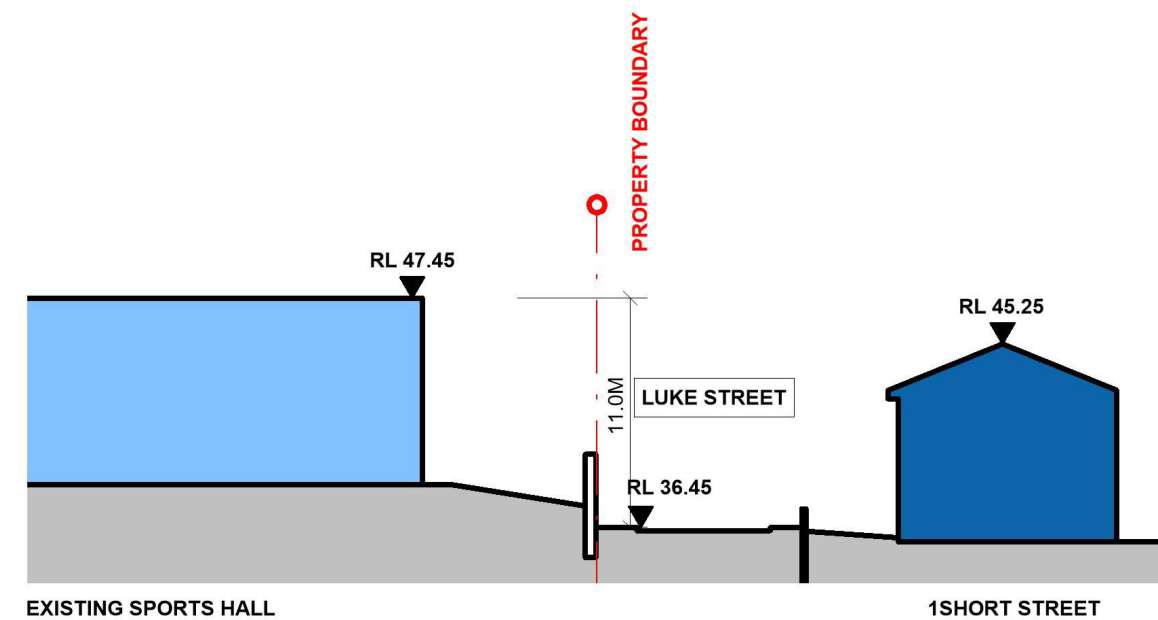 PROPERTY BOUNDARY
RL 47.45
RL 45.25
11.0M
LUKE STREET
RL 36.45
EXISTING SPORTS HALL
1SHORT STREET